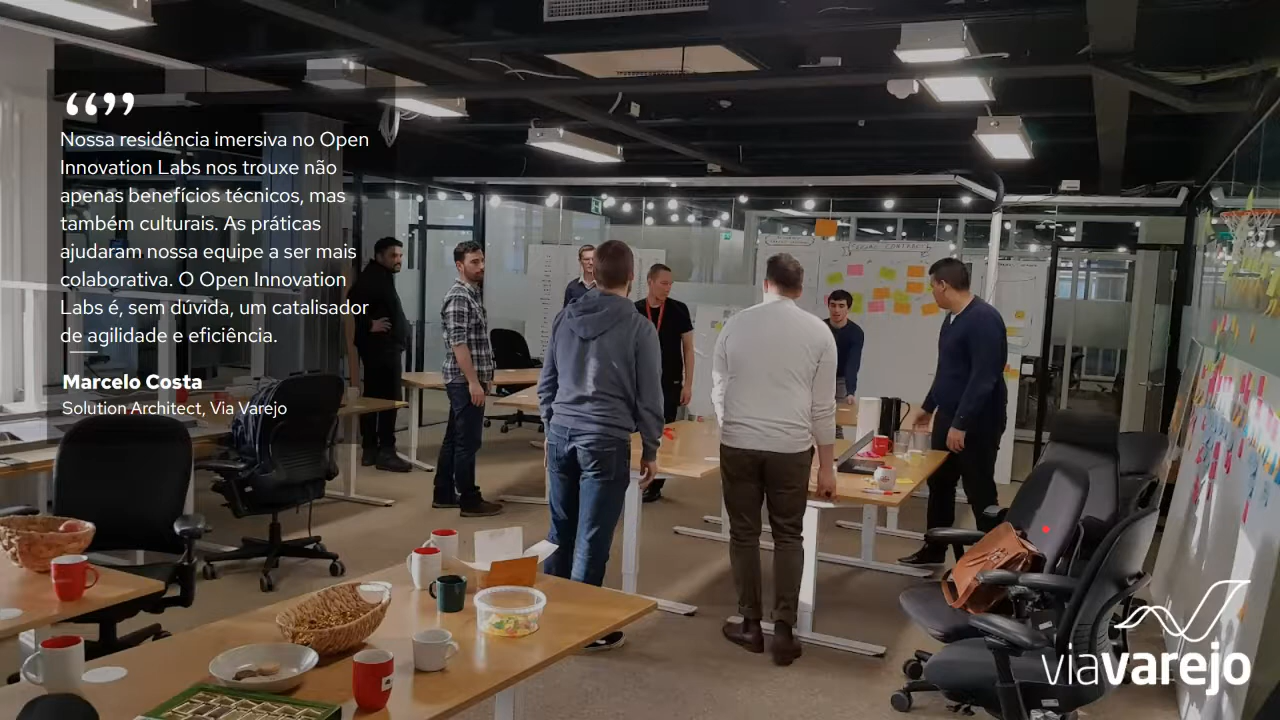 “”
Nossa residência imersiva no Open
Innovation Labs nos trouxe não
apenas benefícios técnicos, mas
também culturais. As práticas
ajudaram nossa equipe a ser mais
colaborativa. O Open Innovation
Labs é, sem dúvida, um catalisador
de agilidade e eficiência.
Marcelo Costa
Solution Architect, Via Varejo
viavarejo